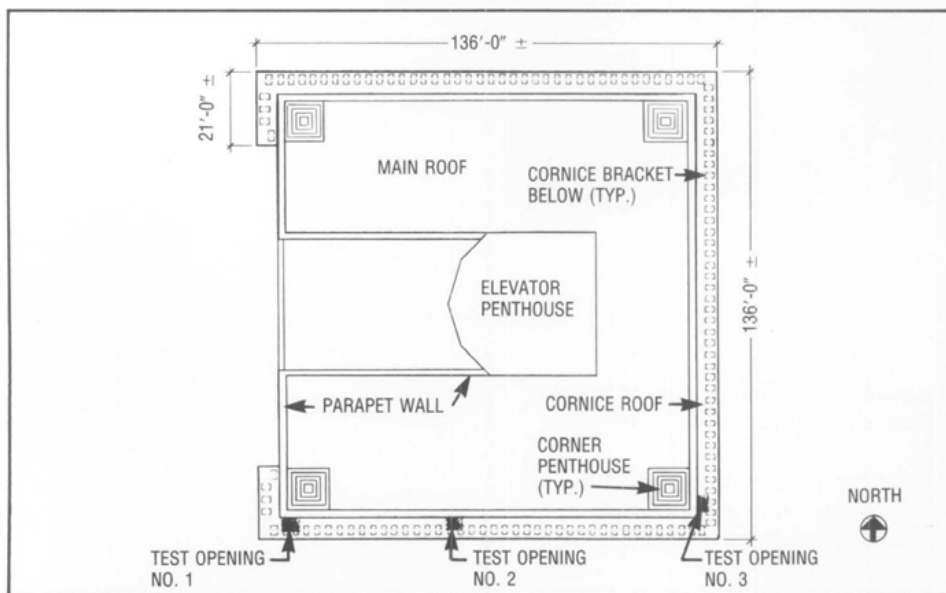 136'-0" ±
21'-0" ±
MAIN ROOF
CORNICE BRACKET
BELOW (TYP.)
ELEVATOR
PENTHOUSE
136'-0" ±
PARAPET WALL
CORNICE ROOF
CORNER
PENTHOUSE
(TYP.)
NORTH
TEST OPENING
NO. 1
TEST OPENING
NO. 2
TEST OPENING
NO. 3